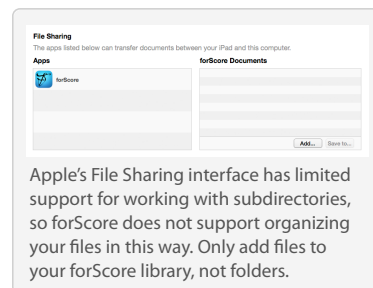 File Sharing
The apps listed below can transfer documents between your iPad and this computer.
Apps
forScore Documents
forScore
Add... Save to...
Apple’s File Sharing interface has limited
support for working with subdirectories,
so forScore does not support organizing
your files in this way. Only add files to
your forScore library, not folders.